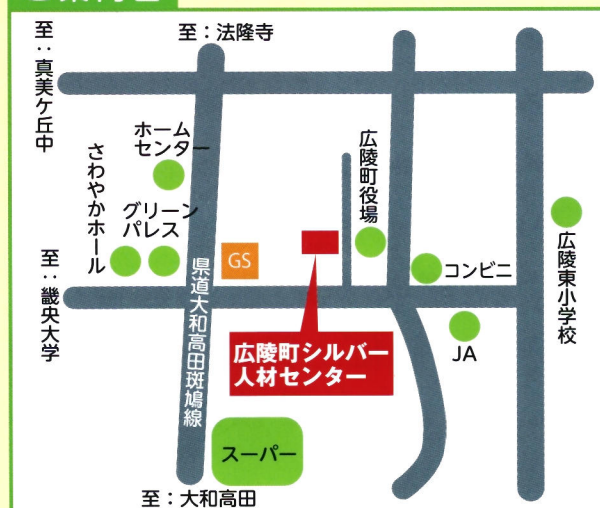 至：法隆寺
至：真美ケ丘中
ホーム
センター
さわやかホール
グリーン
パレス
広陵町役場
GS
コンビニ
広陵東小学校
至：畿央大学
県道大和高田斑鳩線
広陵町シルバー
人材センター
JA
スーパー
至：大和高田